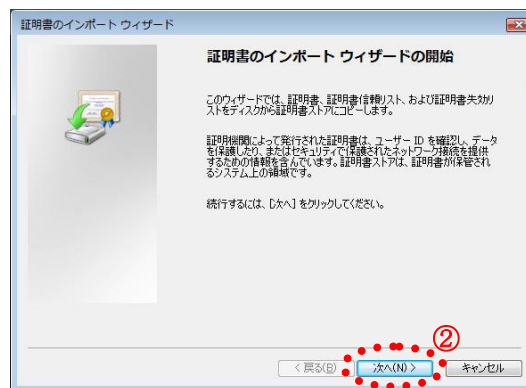 証明書のインポート ウィザード
証明書のインポート ウィザードの開始
このウィザードでは、証明書、証明書信頼リスト、および証明書失効リ
ストをディスクから証明書ストアにコピーします。
証明機関によって発行された証明書は、ユーザー ID を確認し、データ
を保護したり、またはセキュリティで保護されたネットワーク接続を提供
するための情報を含んでいます。証明書ストアは、証明書が保管され
るシステム上の領域です。
続行するには、[次へ] をクリックしてください。
②
< 戻る(B)
次へ(N) >
キャンセル